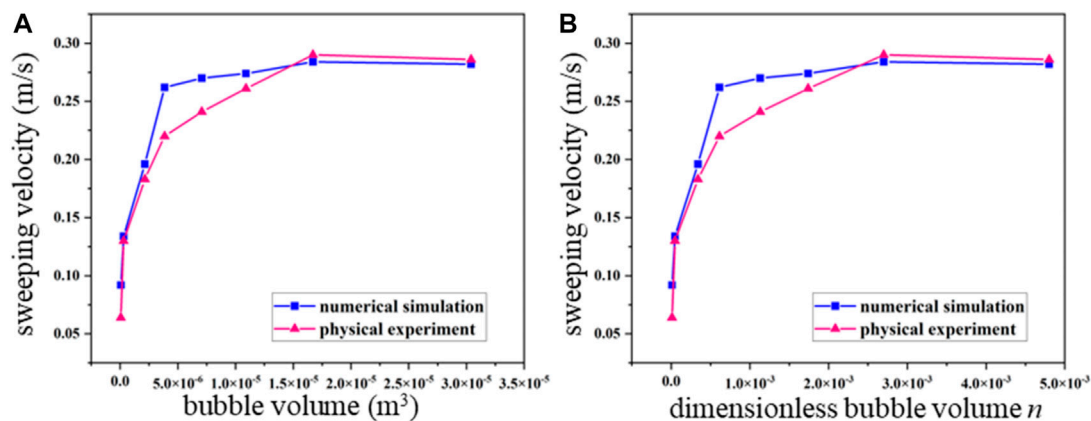 A
sweeping velocity (m/s)
0.30
0.25
0.20
0.15
0.10
0.05
numerical simulation
physical experiment
0.0 5.0×10⁻⁶ 1.0×10⁻⁵ 1.5×10⁻⁵ 2.0×10⁻⁵ 2.5×10⁻⁵ 3.0×10⁻⁵ 3.5×10⁻⁵
bubble volume (m³)
B
sweeping velocity (m/s)
0.30
0.25
0.20
0.15
0.10
0.05
numerical simulation
physical experiment
0.0 1.0×10⁻³ 2.0×10⁻³ 3.0×10⁻³ 4.0×10⁻³ 5.0×10⁻³
dimensionless bubble volume n